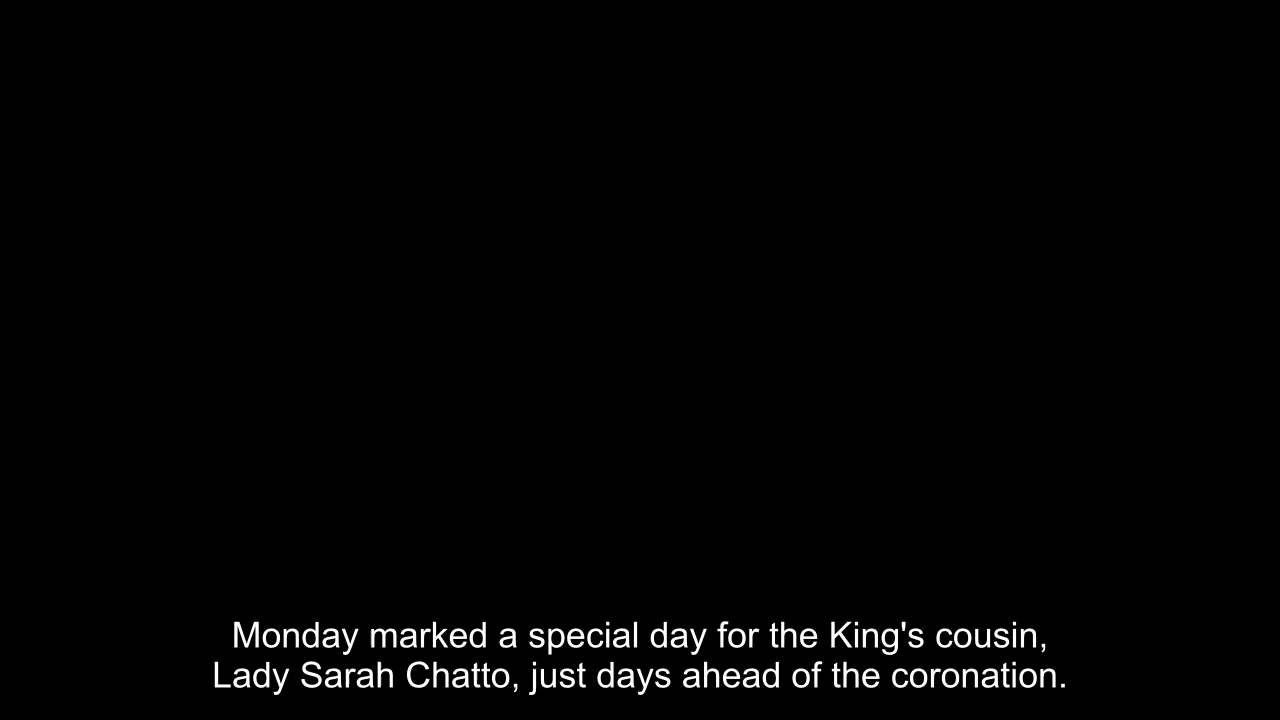 Monday marked a special day for the King's cousin,
Lady Sarah Chatto, just days ahead of the coronation.